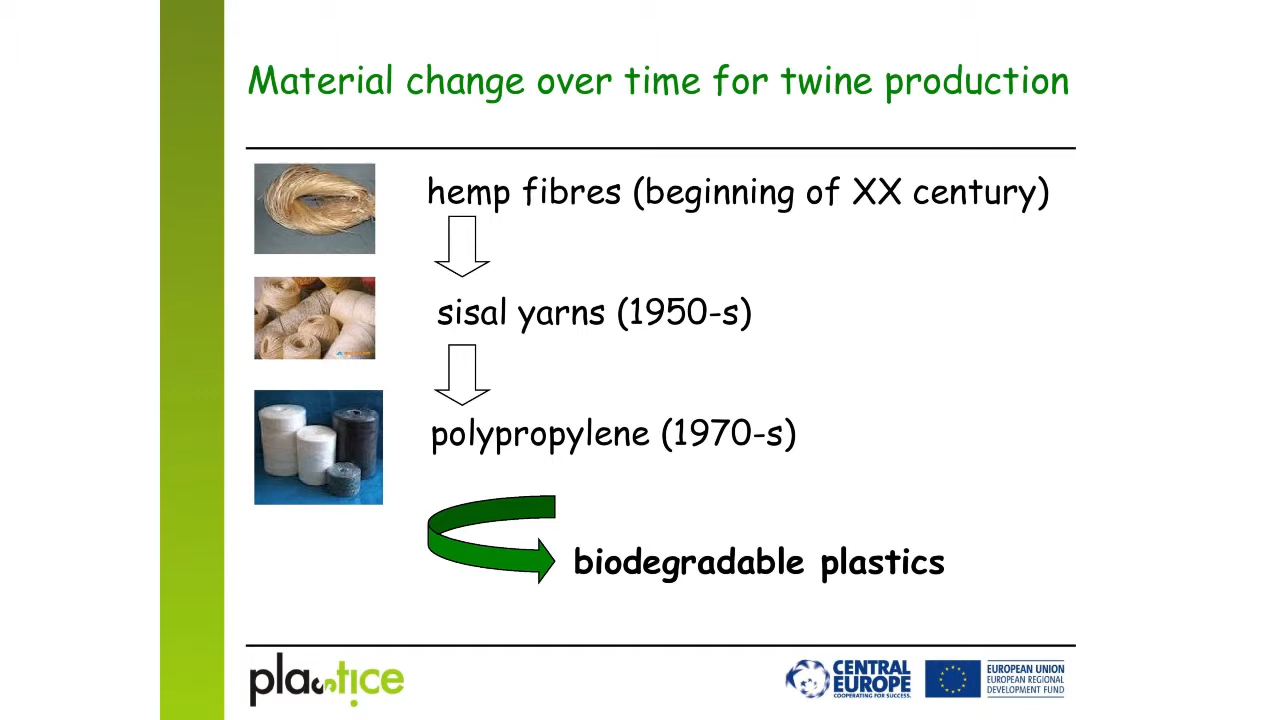 Material change over time for twine production
hemp fibres (beginning of XX century)
sisal yarns (1950-s)
polypropylene (1970-s)
biodegradable plastics
plastice
CENTRAL
EUROPE
COOPERATING FOR SUCCESS.
EUROPEAN UNION
EUROPEAN REGIONAL
DEVELOPMENT FUND